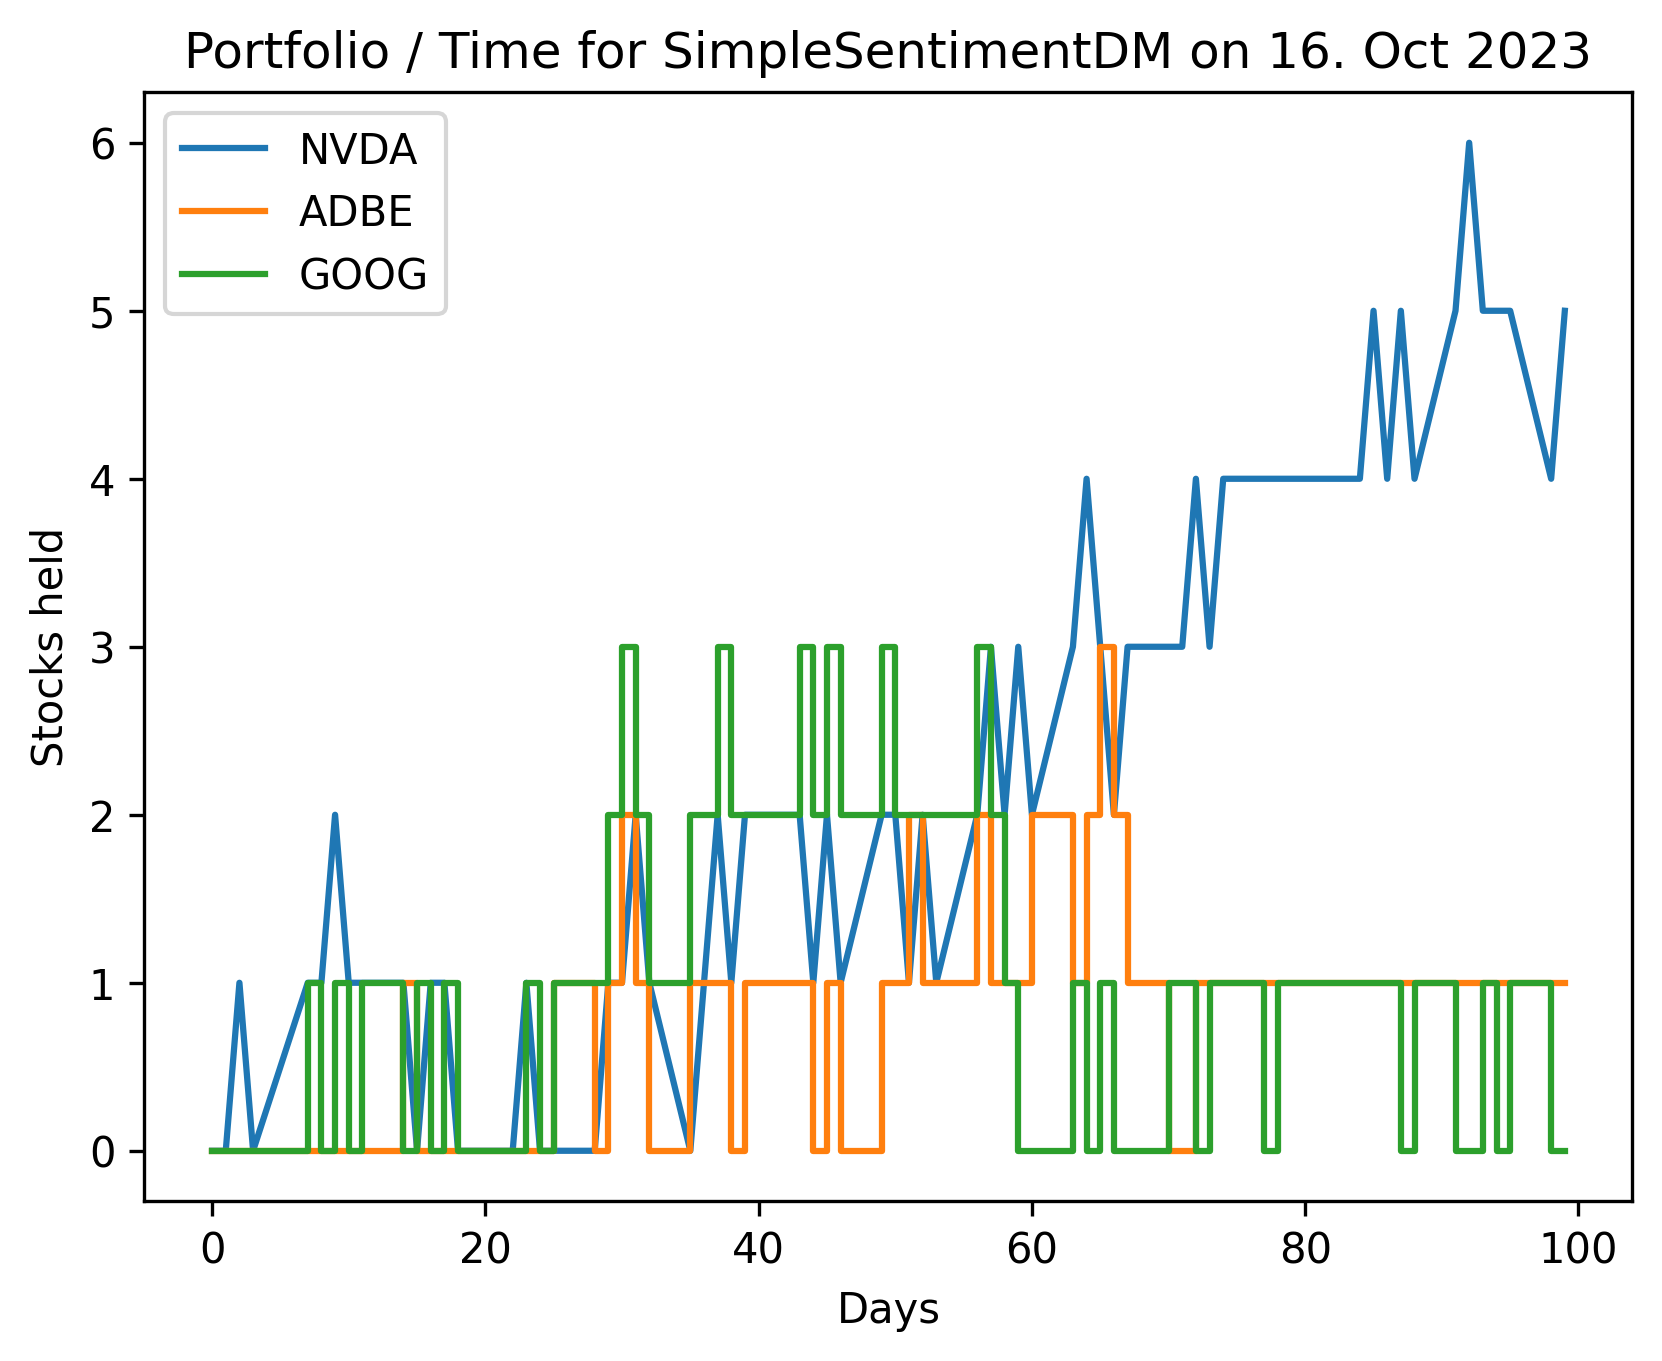 Portfolio / Time for SimpleSentimentDM on 16. Oct 2023
NVDA
ADBE
GOOG
Stocks held
6
5
4
3
2
1
0
0 20 40 60 80 100
Days